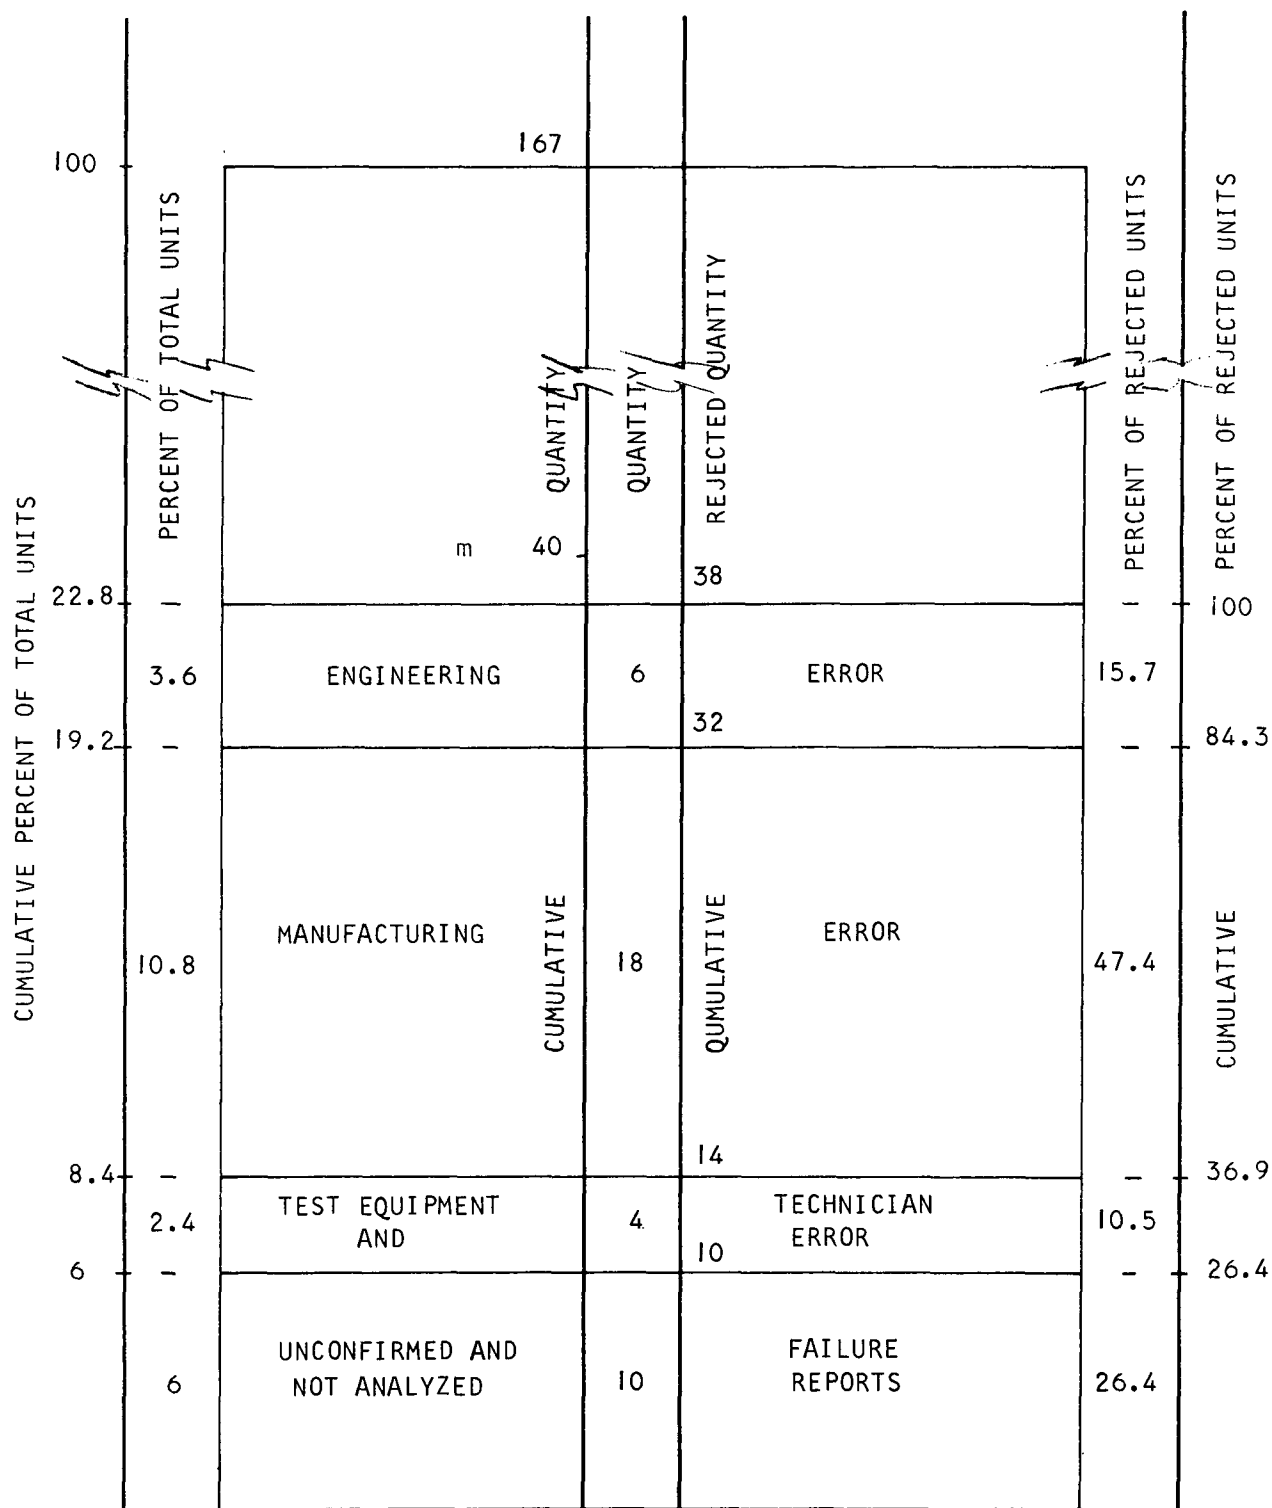 167
100
PERCENT OF TOTAL UNITS
QUANTITY
QUANTITY
REJECTED QUANTITY
PERCENT OF REJECTED UNITS
PERCENT OF REJECTED UNITS
CUMULATIVE PERCENT OF TOTAL UNITS
m 40
38
22.8
100
3.6 ENGINEERING 6 ERROR 15.7
32
19.2
84.3
MANUFACTURING
CUMULATIVE
QUMULATIVE
ERROR
CUMULATIVE
10.8 18 47.4
14
8.4
36.9
TEST EQUIPMENT
AND
2.4
4
TECHNICIAN
ERROR
10.5
10
6
26.4
UNCONFIRMED AND
NOT ANALYZED
6
10
FAILURE
REPORTS
26.4